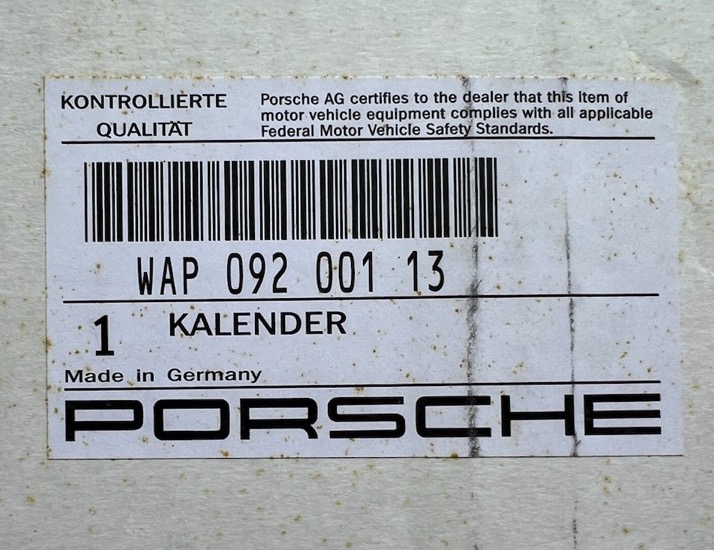 KONTROLLIERTE
QUALITÄT
Porsche AG certifies to the dealer that this item of
motor vehicle equipment complies with all applicable
Federal Motor Vehicle Safety Standards.
WAP 092 001 13
1 KALENDER
Made in Germany
PORSCHE